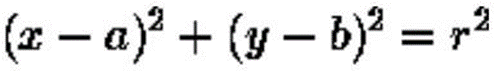 (x − a)² + (y − b)² = r²